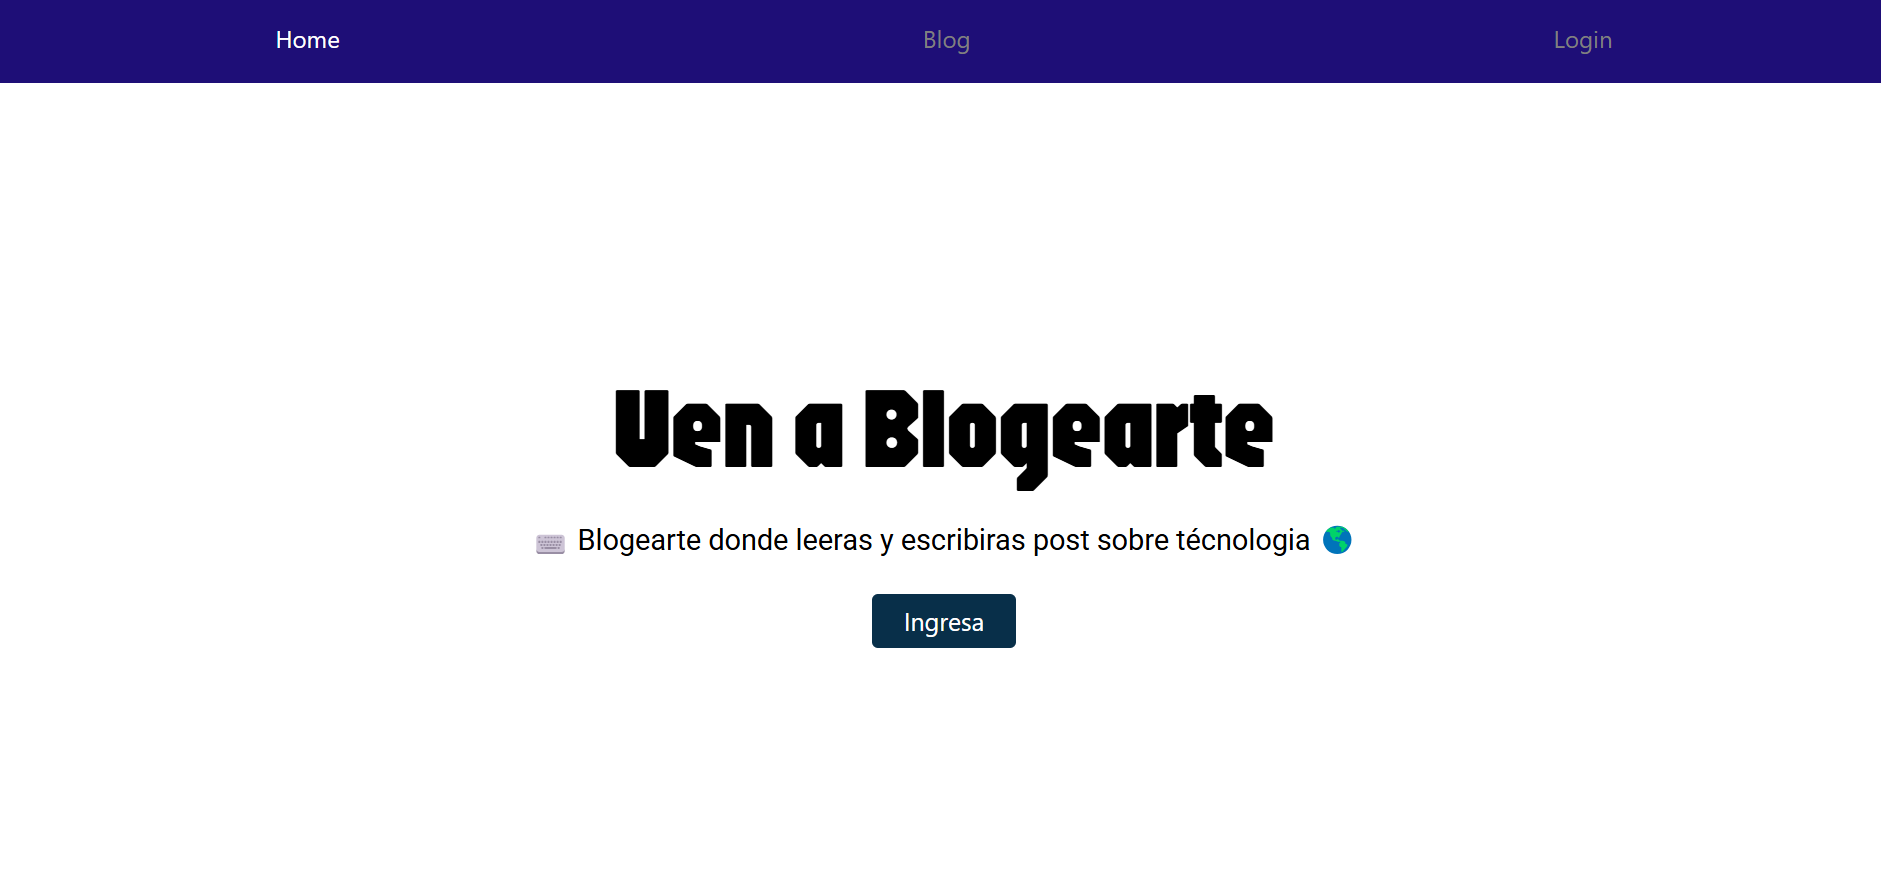 Home
Blog
Login
Ven a Blogearte
Blogearte donde leeras y escribiras post sobre técnologia
Ingresa